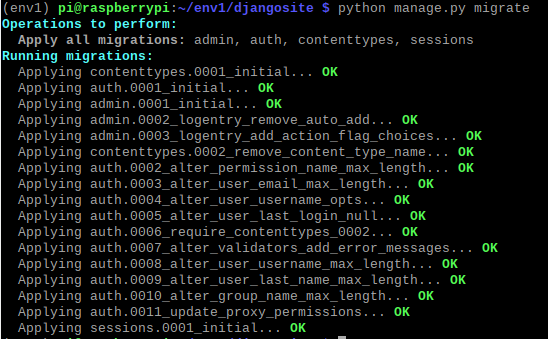 (env1) pi@raspberrypi:~/env1/djangosite $ python manage.py migrate
Operations to perform:
  Apply all migrations: admin, auth, contenttypes, sessions
Running migrations:
  Applying contenttypes.0001_initial... OK
  Applying auth.0001_initial... OK
  Applying admin.0001_initial... OK
  Applying admin.0002_logentry_remove_auto_add... OK
  Applying admin.0003_logentry_add_action_flag_choices... OK
  Applying contenttypes.0002_remove_content_type_name... OK
  Applying auth.0002_alter_permission_name_max_length... OK
  Applying auth.0003_alter_user_email_max_length... OK
  Applying auth.0004_alter_user_username_opts... OK
  Applying auth.0005_alter_user_last_login_null... OK
  Applying auth.0006_require_contenttypes_0002... OK
  Applying auth.0007_alter_validators_add_error_messages... OK
  Applying auth.0008_alter_user_username_max_length... OK
  Applying auth.0009_alter_user_last_name_max_length... OK
  Applying auth.0010_alter_group_name_max_length... OK
  Applying auth.0011_update_proxy_permissions... OK
  Applying sessions.0001_initial... OK